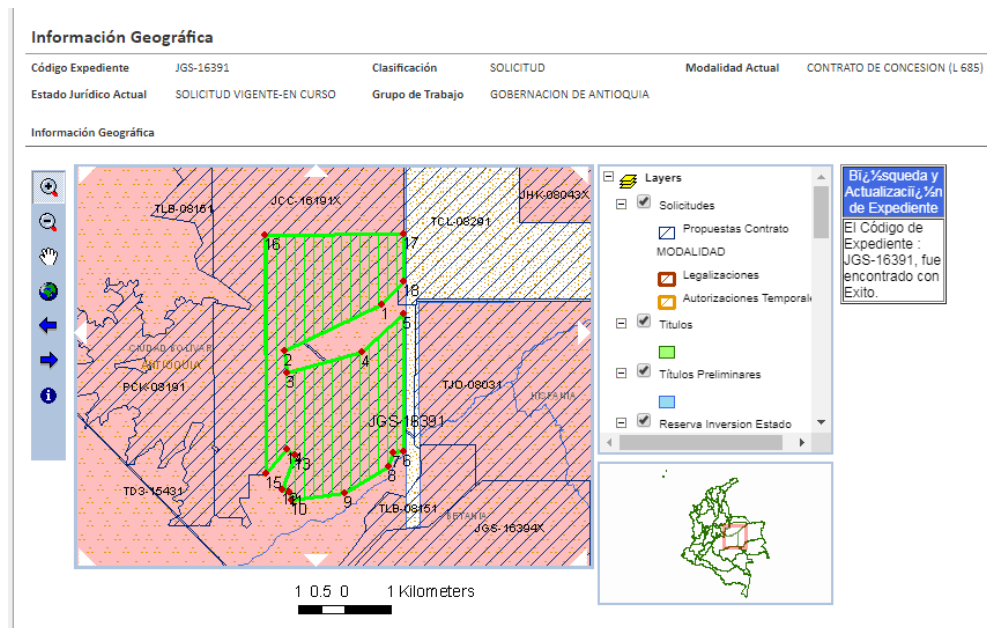 Información Geográfica
Código Expediente JGS-16391 Clasificación SOLICITUD Modalidad Actual CONTRATO DE CONCESION (L 685)
Estado Jurídico Actual SOLICITUD VIGENTE-EN CURSO Grupo de Trabajo GOBERNACION DE ANTIOQUIA
Información Geográfica
TLB-08151
JCC-16191X
JHK-08043X
TCL-08291
16
17
18
1
5
2
4
3
CIUDAD BOLIVAR
ANTIOQUIA
PCK-08191
TJO-08031
HISPANIA
JGS-16391
13
7
6
8
15
10
9
TD3-15431
TLB-08151
BETANIA
JGS-16394X
1 0.5 0 1 Kilometers
Layers
Solicitudes
Propuestas Contrato
MODALIDAD
Legalizaciones
Autorizaciones Temporale
Titulos
Títulos Preliminares
Reserva Inversion Estado
Bï¿½squeda y
Actualizaciï¿½n
de Expediente
El Código de
Expediente :
JGS-16391, fue
encontrado con
Exito.